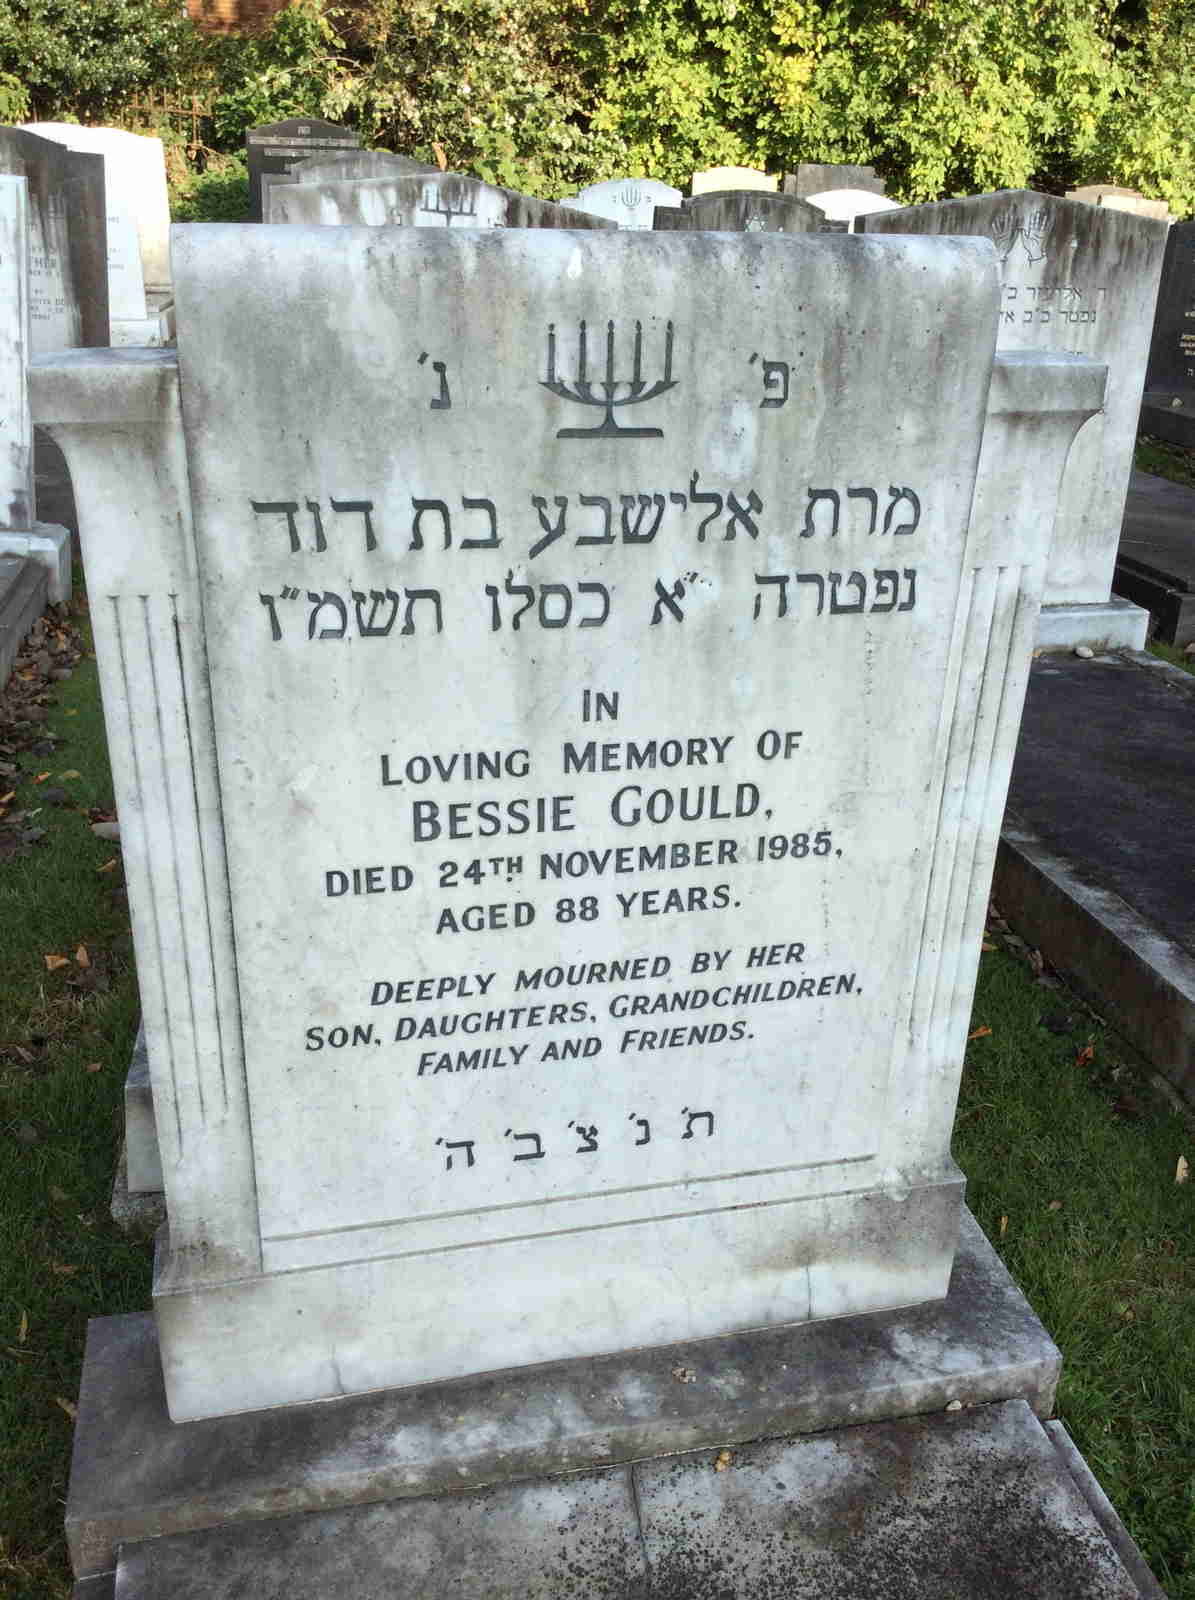 פ׳ נ׳
מרת אלישבע בת דוד
נפטרה י״א כסלו תשמ״ו
IN
LOVING MEMORY OF
BESSIE GOULD,
DIED 24TH NOVEMBER 1985,
AGED 88 YEARS.
DEEPLY MOURNED BY HER
SON, DAUGHTERS, GRANDCHILDREN,
FAMILY AND FRIENDS.
ת׳ נ׳ צ׳ ב׳ ה׳